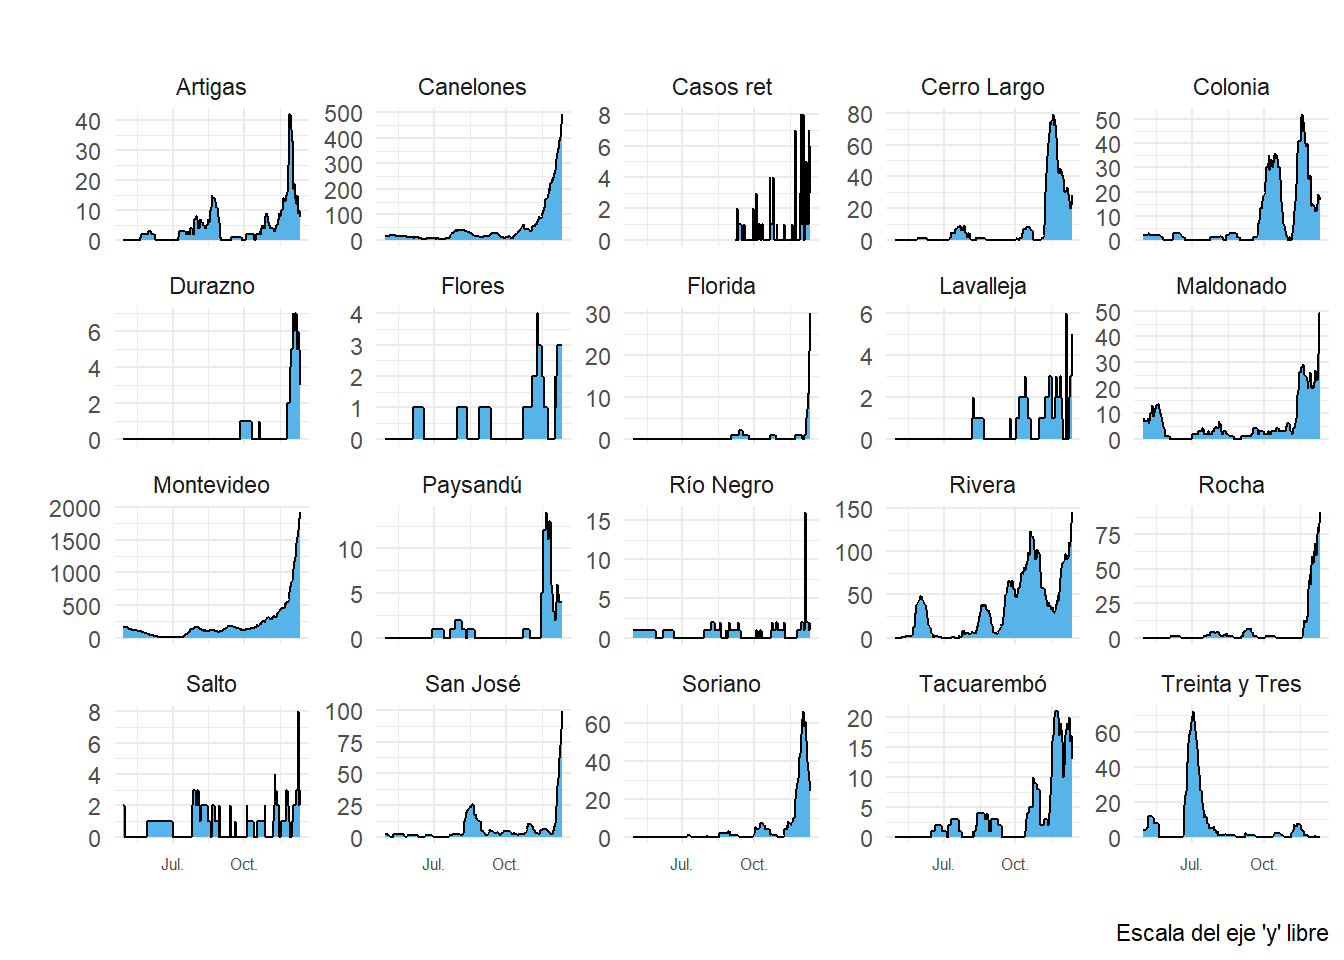 Artigas Canelones Casos ret Cerro Largo Colonia
40 30 20 10 0
500 400 300 200 100 0
8 6 4 2 0
80 60 40 20 0
50 40 30 20 10 0
Durazno Flores Florida Lavalleja Maldonado
6 4 2 0
4 3 2 1 0
30 20 10 0
6 4 2 0
50 40 30 20 10 0
Montevideo Paysandú Río Negro Rivera Rocha
2000 1500 1000 500 0
10 5 0
15 10 5 0
150 100 50 0
75 50 25 0
Salto San José Soriano Tacuarembó Treinta y Tres
8 6 4 2 0
100 75 50 25 0
60 40 20 0
20 15 10 5 0
60 40 20 0
Jul. Oct. Jul. Oct. Jul. Oct. Jul. Oct. Jul. Oct.
Escala del eje 'y' libre